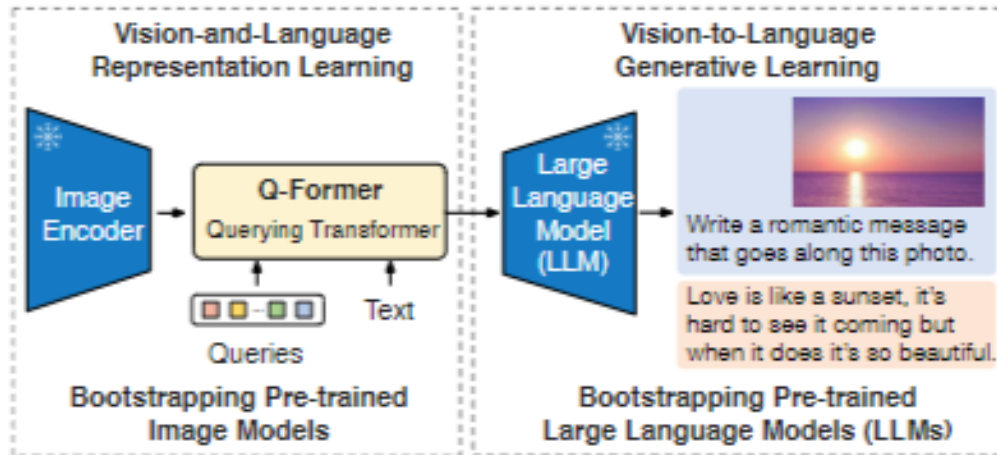 Vision-and-Language
Representation Learning
Image
Encoder
Q-Former
Querying Transformer
Queries
Text
Bootstrapping Pre-trained
Image Models
Vision-to-Language
Generative Learning
Large
Language
Model
(LLM)
Write a romantic message
that goes along this photo.
Love is like a sunset, it's
hard to see it coming but
when it does it's so beautiful.
Bootstrapping Pre-trained
Large Language Models (LLMs)